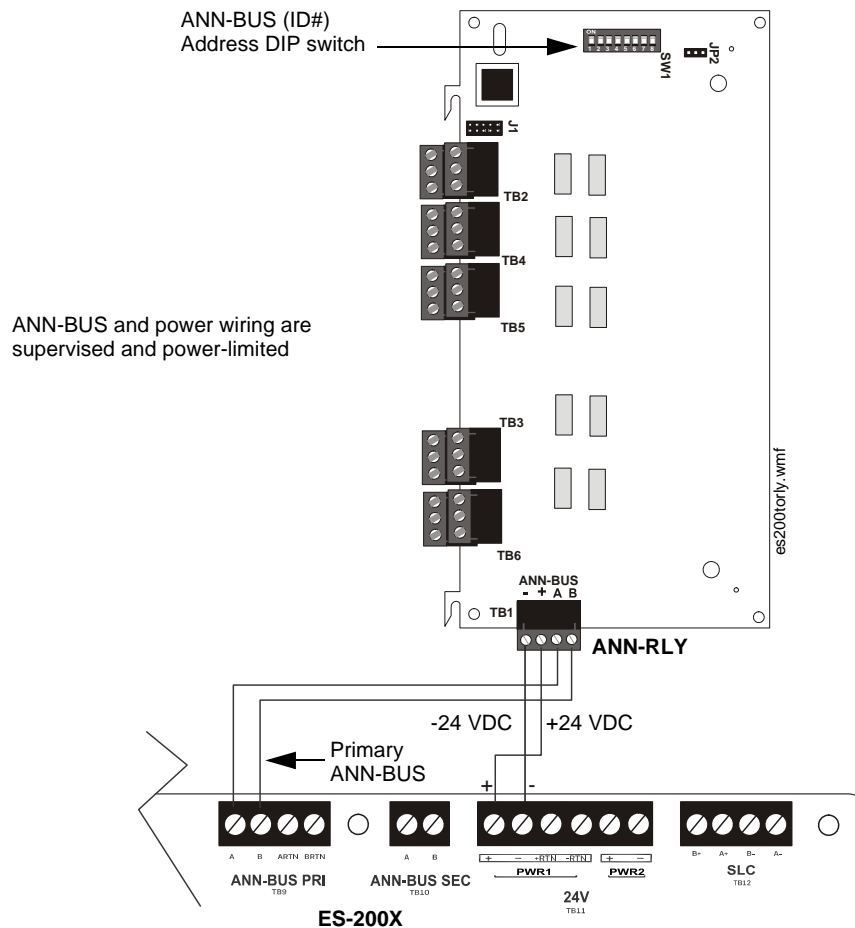 ANN-BUS (ID#)
Address DIP switch
ON
1 2 3 4 5 6 7 8
SW1
JP2
J1
TB2
TB4
TB5
ANN-BUS and power wiring are
supervised and power-limited
TB3
TB6
es200torly.wmf
ANN-BUS
- + A B
TB1
ANN-RLY
-24 VDC
+24 VDC
Primary
ANN-BUS
+ -
A B ARTN BRTN
ANN-BUS PRI
TB9
A B
ANN-BUS SEC
TB10
+ - +RTN -RTN + -
PWR1 PWR2
24V
TB11
B+ A+ B- A-
SLC
TB12
ES-200X